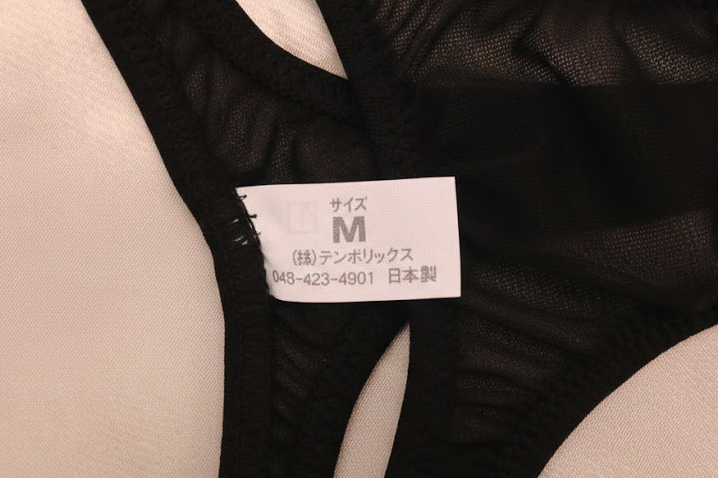 サイズ
M
(株)テンポリックス
048-423-4901 日本製